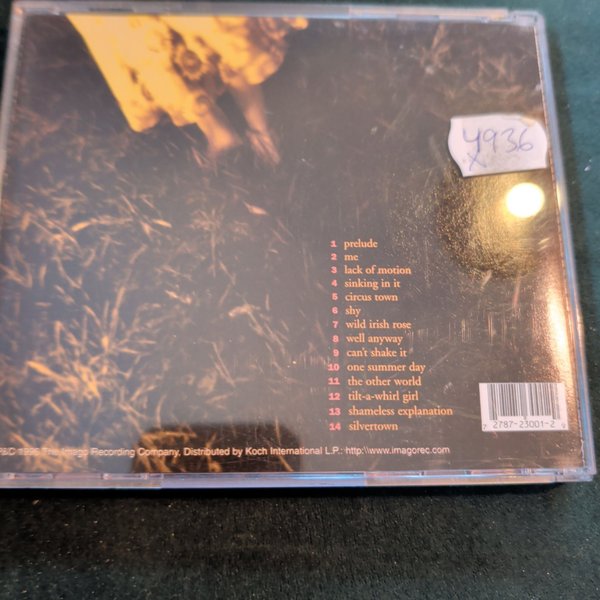 4936
X
1 prelude
2 me
3 lack of motion
4 sinking in it
5 circus town
6 shy
7 wild irish rose
8 well anyway
9 can't shake it
10 one summer day
11 the other world
12 tilt-a-whirl girl
13 shameless explanation
14 silvertown
7 2787-23001-2 9
The Imago Recording Company, Distributed by Koch International L.P.: http:\\www.imagorec.com